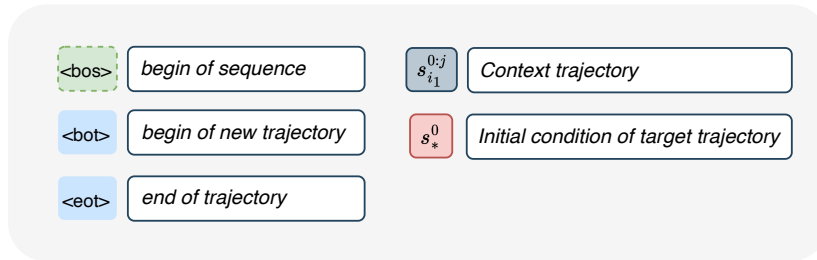 <bos> begin of sequence
<bot> begin of new trajectory
<eot> end of trajectory
$s_{i_1}^{0:j}$ Context trajectory
$s_*^0$ Initial condition of target trajectory